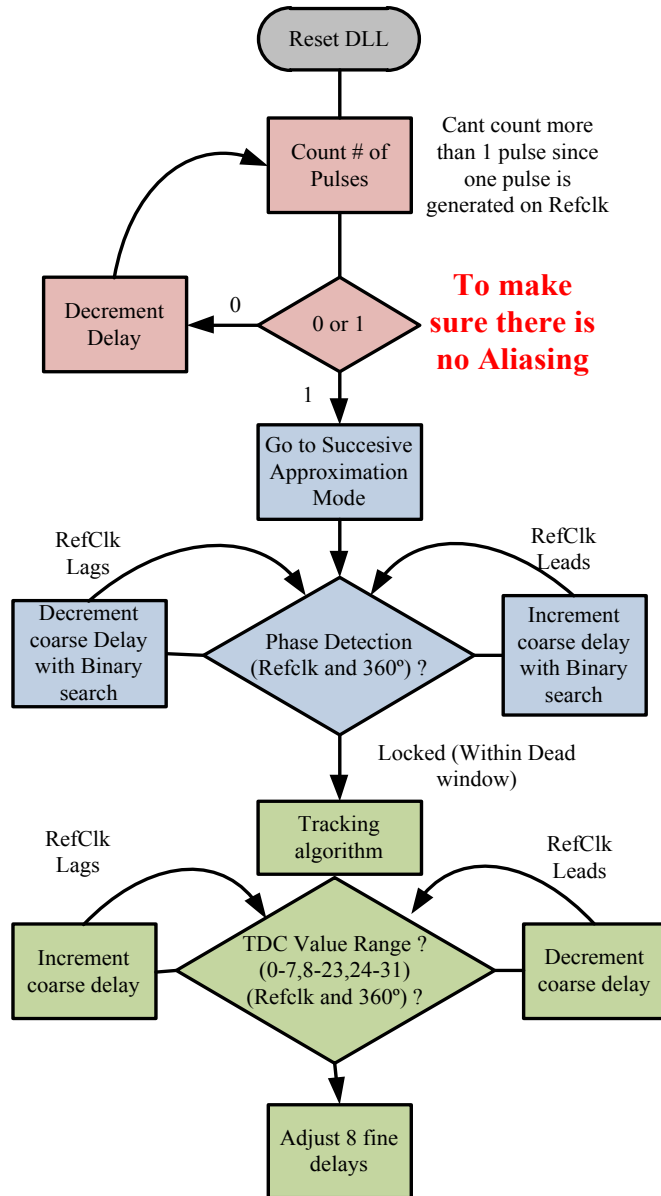 Reset DLL
Count # of
Pulses
Cant count more
than 1 pulse since
one pulse is
generated on Refclk
Decrement
Delay
0
0 or 1
To make
sure there is
no Aliasing
1
Go to Succesive
Approximation
Mode
RefClk
Lags
RefClk
Leads
Decrement
coarse Delay
with Binary
search
Phase Detection
(Refclk and 360º) ?
Increment
coarse delay
with Binary
search
Locked (Within Dead
window)
Tracking
algorithm
RefClk
Lags
RefClk
Leads
Increment
coarse delay
TDC Value Range ?
(0-7,8-23,24-31)
(Refclk and 360º) ?
Decrement
coarse delay
Adjust 8 fine
delays